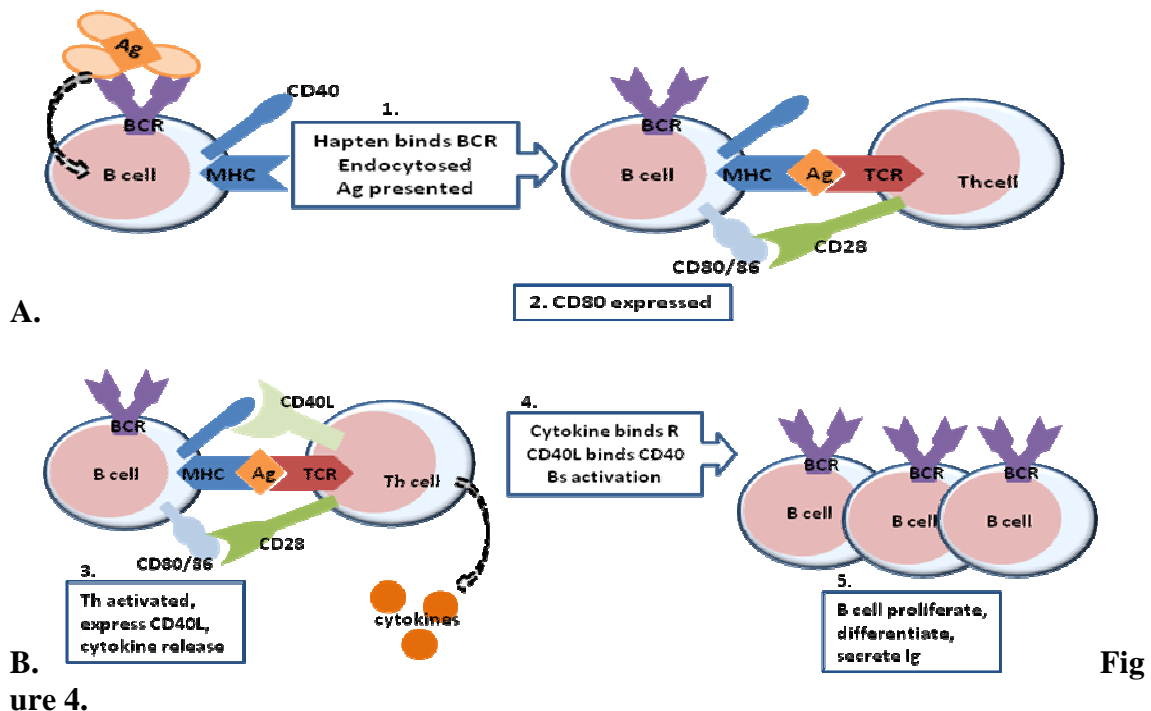 Ag
BCR
B cell
CD40
MHC
1.
Hapten binds BCR
Endocytosed
Ag presented
BCR
B cell
MHC
Ag
TCR
Thcell
CD80/86
CD28
2. CD80 expressed
A.
BCR
B cell
MHC
Ag
TCR
CD40L
Th cell
CD80/86
CD28
cytokines
3.
Th activated,
express CD40L,
cytokine release
4.
Cytokine binds R
CD40L binds CD40
Bs activation
BCR
BCR
BCR
B cell
B cell
B cell
5.
B cell proliferate,
differentiate,
secrete Ig
B.
Fig
ure 4.